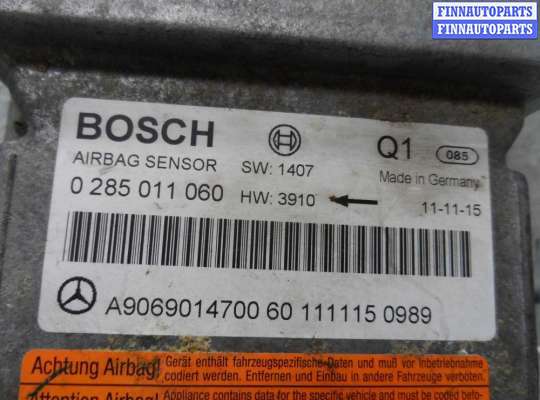 FINNAUTOPARTS
FINNAUTOPARTS
BOSCH Q1 085
AIRBAG SENSOR SW: 1407 Made in Germany
0 285 011 060 HW: 3910 11-11-15
A9069014700 60 111115 0989
Achtung Airbag! Gerät enthält fahrzeugspezifische-Daten und muß vor Inbetriebnahme
codiert werden. Entfernen und Einbau in andere Fahrzeuge verboten.
Attention Airbag! Appliance contains data for the specific vehicle and must be coded befo-